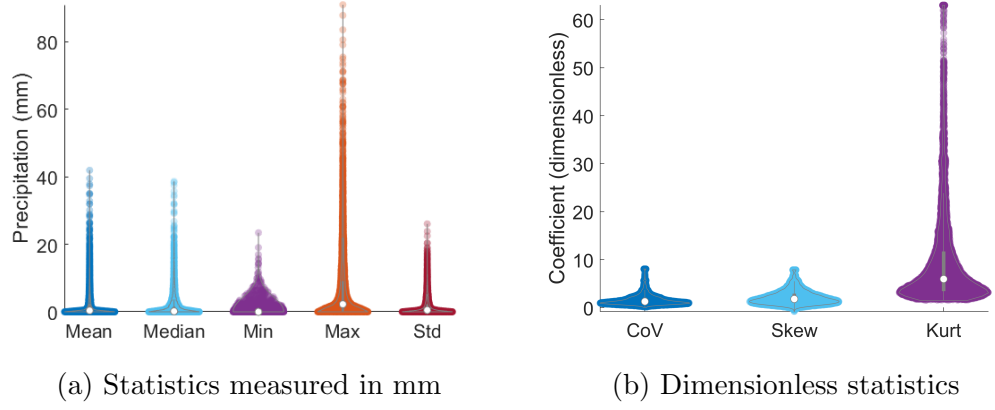 Precipitation (mm)
80
60
40
20
0
Mean Median Min Max Std
(a) Statistics measured in mm
Coefficient (dimensionless)
60
50
40
30
20
10
0
CoV Skew Kurt
(b) Dimensionless statistics